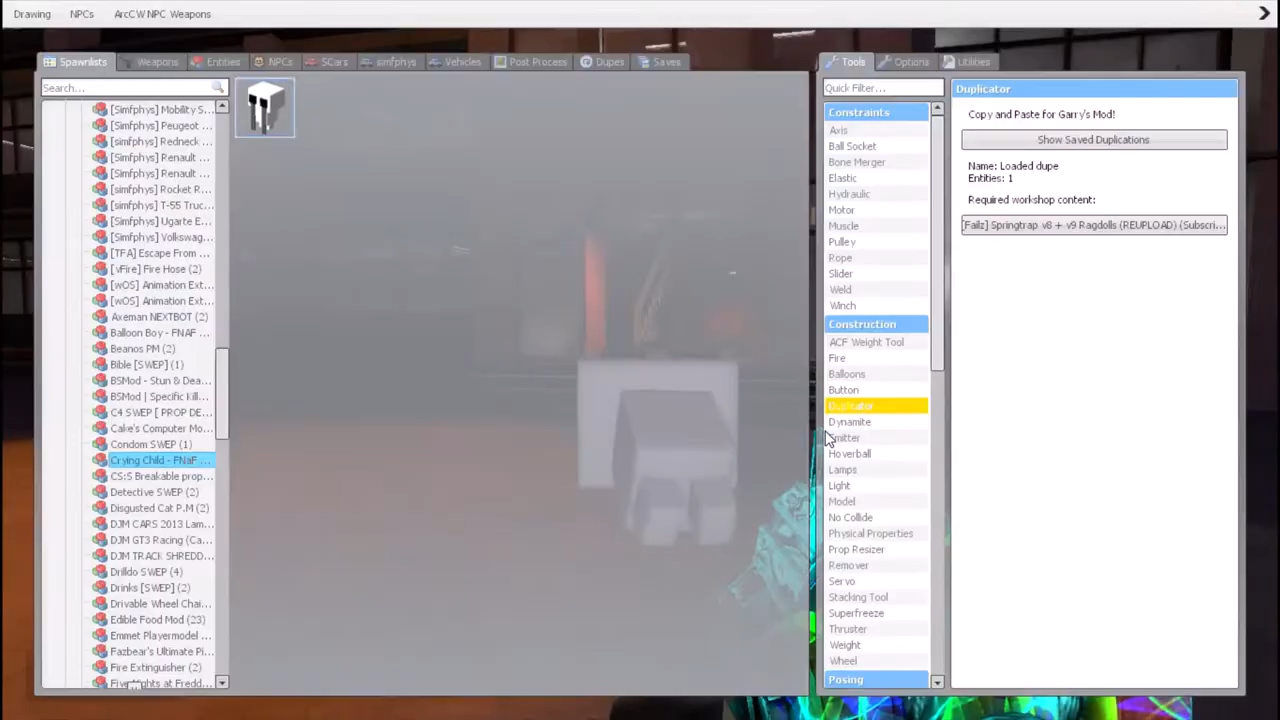 Drawing NPCs ArcCW NPC Weapons
Spawnlists Weapons Entities NPCs SCars simfphys Vehicles Post Process Dupes Saves
Search...
[Simfphys] Mobility S...
[Simfphys] Peugeot ...
[simfphys] Redneck ...
[Simfphys] Renault ...
[Simfphys] Renault ...
[Simfphys] Rocket R...
[simfphys] T-55 Truc...
[Simfphys] Ugarte E...
[Simfphys] Volkswag...
[TFA] Escape From ...
[vFire] Fire Hose (2)
[wOS] Animation Ext...
[wOS] Animation Ext...
Axeman NEXTBOT (2)
Balloon Boy - FNAF ...
Beanos PM (2)
Bible [SWEP] (1)
BSMod - Stun & Dea...
BSMod | Specific Kill...
C4 SWEP [ PROP DE...
Cake's Computer Mo...
Condom SWEP (1)
Crying Child - FNaF ...
CS:S Breakable prop...
Detective SWEP (2)
Disgusted Cat P.M (2)
DJM CARS 2013 Lam...
DJM GT3 Racing (Ca...
DJM TRACK SHREDD...
Drilldo SWEP (4)
Drinks [SWEP] (2)
Drivable Wheel Chai...
Edible Food Mod (23)
Emmet Playermodel ...
Fazbear's Ultimate Pi...
Fire Extinguisher (2)
Five Nights at Fredd...
Tools Options Utilities
Quick Filter...
Constraints
Axis
Ball Socket
Bone Merger
Elastic
Hydraulic
Motor
Muscle
Pulley
Rope
Slider
Weld
Winch
Construction
ACF Weight Tool
Fire
Balloons
Button
Duplicator
Dynamite
Emitter
Hoverball
Lamps
Light
Model
No Collide
Physical Properties
Prop Resizer
Remover
Servo
Stacking Tool
Superfreeze
Thruster
Weight
Wheel
Posing
Duplicator
Copy and Paste for Garry's Mod!
Show Saved Duplications
Name: Loaded dupe
Entities: 1
Required workshop content:
[Failz] Springtrap v8 + v9 Ragdolls (REUPLOAD) (Subscri...